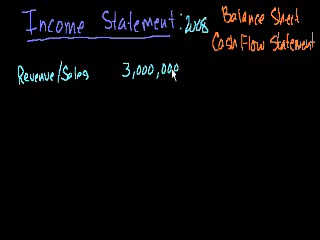 Income Statement: 2008
Balance Sheet
Cash Flow Statement
Revenue/Sales 3,000,000